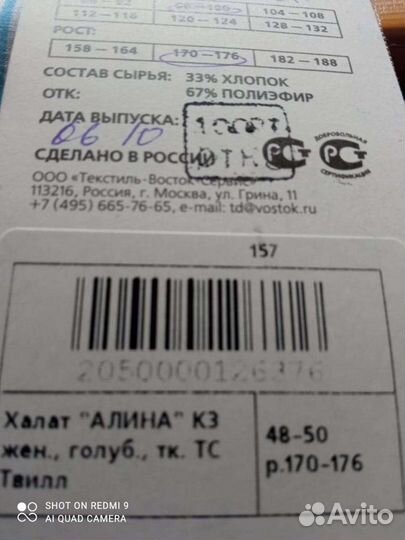 112—116 120—124 128—132
104—108
РОСТ:
158—164 170—176 182—188
СОСТАВ СЫРЬЯ: 33% ХЛОПОК
ОТК: 67% ПОЛИЭФИР
ДАТА ВЫПУСКА:
06 10
СДЕЛАНО В РОССИИ
ДОБРОВОЛЬНАЯ
СЕРТИФИКАЦИЯ
ООО «Текстиль-Восток-Сервис»
113216, Россия, г. Москва, ул. Грина, 11
+7 (495) 665-76-65, e-mail: td@vostok.ru
157
2050000126376
Халат "АЛИНА" КЗ
жен., голуб., тк. ТС
Твилл
48-50
р.170-176
SHOT ON REDMI 9
AI QUAD CAMERA
Avito